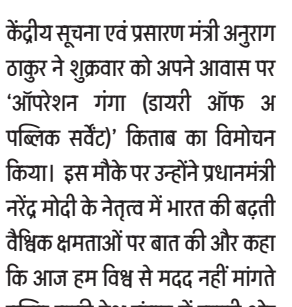 केंद्रीय सूचना एवं प्रसारण मंत्री अनुराग
ठाकुर ने शुक्रवार को अपने आवास पर
‘ऑपरेशन गंगा (डायरी ऑफ अ
पब्लिक सर्वेंट)’ किताब का विमोचन
किया। इस मौके पर उन्होंने प्रधानमंत्री
नरेंद्र मोदी के नेतृत्व में भारत की बढ़ती
वैश्विक क्षमताओं पर बात की और कहा
कि आज हम विश्व से मदद नहीं मांगते